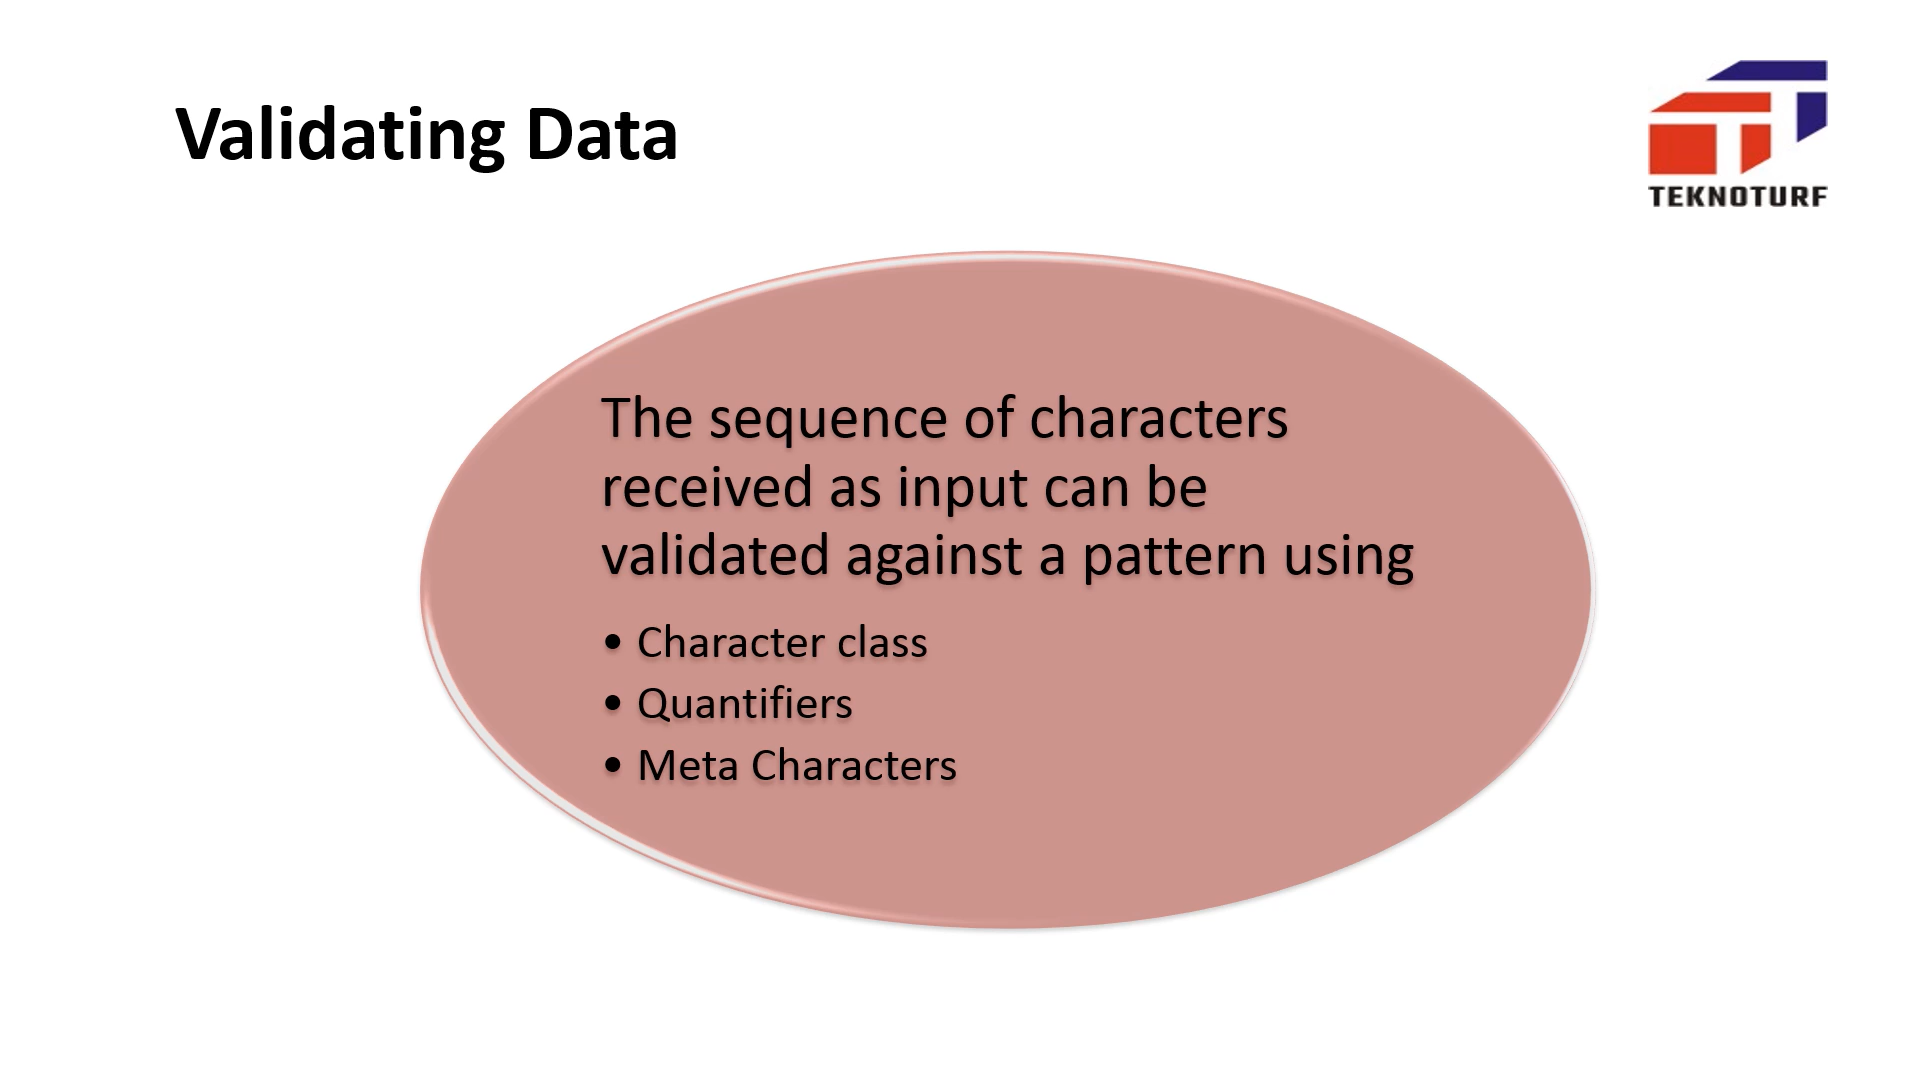 Validating Data
TEKNOTURF
The sequence of characters
received as input can be
validated against a pattern using
• Character class
• Quantifiers
• Meta Characters